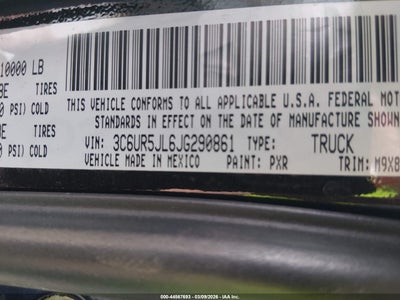 10000 LB
TIRES
PSI) COLD
TIRES
PSI) COLD
THIS VEHICLE CONFORMS TO ALL APPLICABLE U.S.A. FEDERAL MOT
STANDARDS IN EFFECT ON THE DATE OF MANUFACTURE SHOWN
VIN: 3C6UR5JL6JG290861 TYPE: TRUCK
VEHICLE MADE IN MEXICO PAINT: PXR TRIM: M9X8
000-44567693 - 03/09/2026 - IAA, Inc.